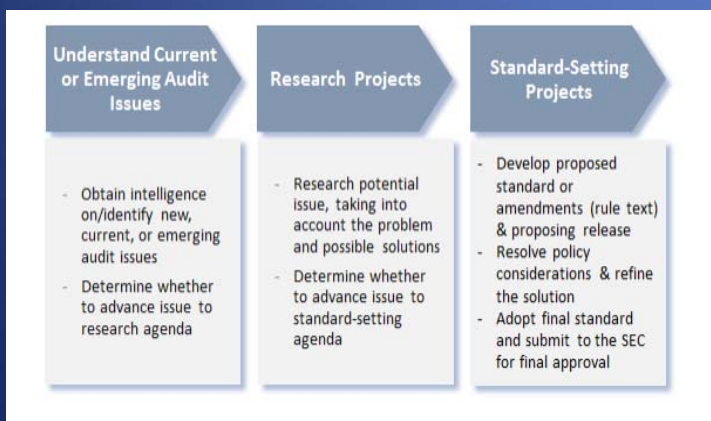 Understand Current
or Emerging Audit
Issues
- Obtain intelligence
on/identify new,
current, or emerging
audit issues
- Determine whether
to advance issue to
research agenda
Research Projects
- Research potential
issue, taking into
account the problem
and possible solutions
- Determine whether
to advance issue to
standard-setting
agenda
Standard-Setting
Projects
- Develop proposed
standard or
amendments (rule text)
& proposing release
- Resolve policy
considerations & refine
the solution
- Adopt final standard
and submit to the SEC
for final approval